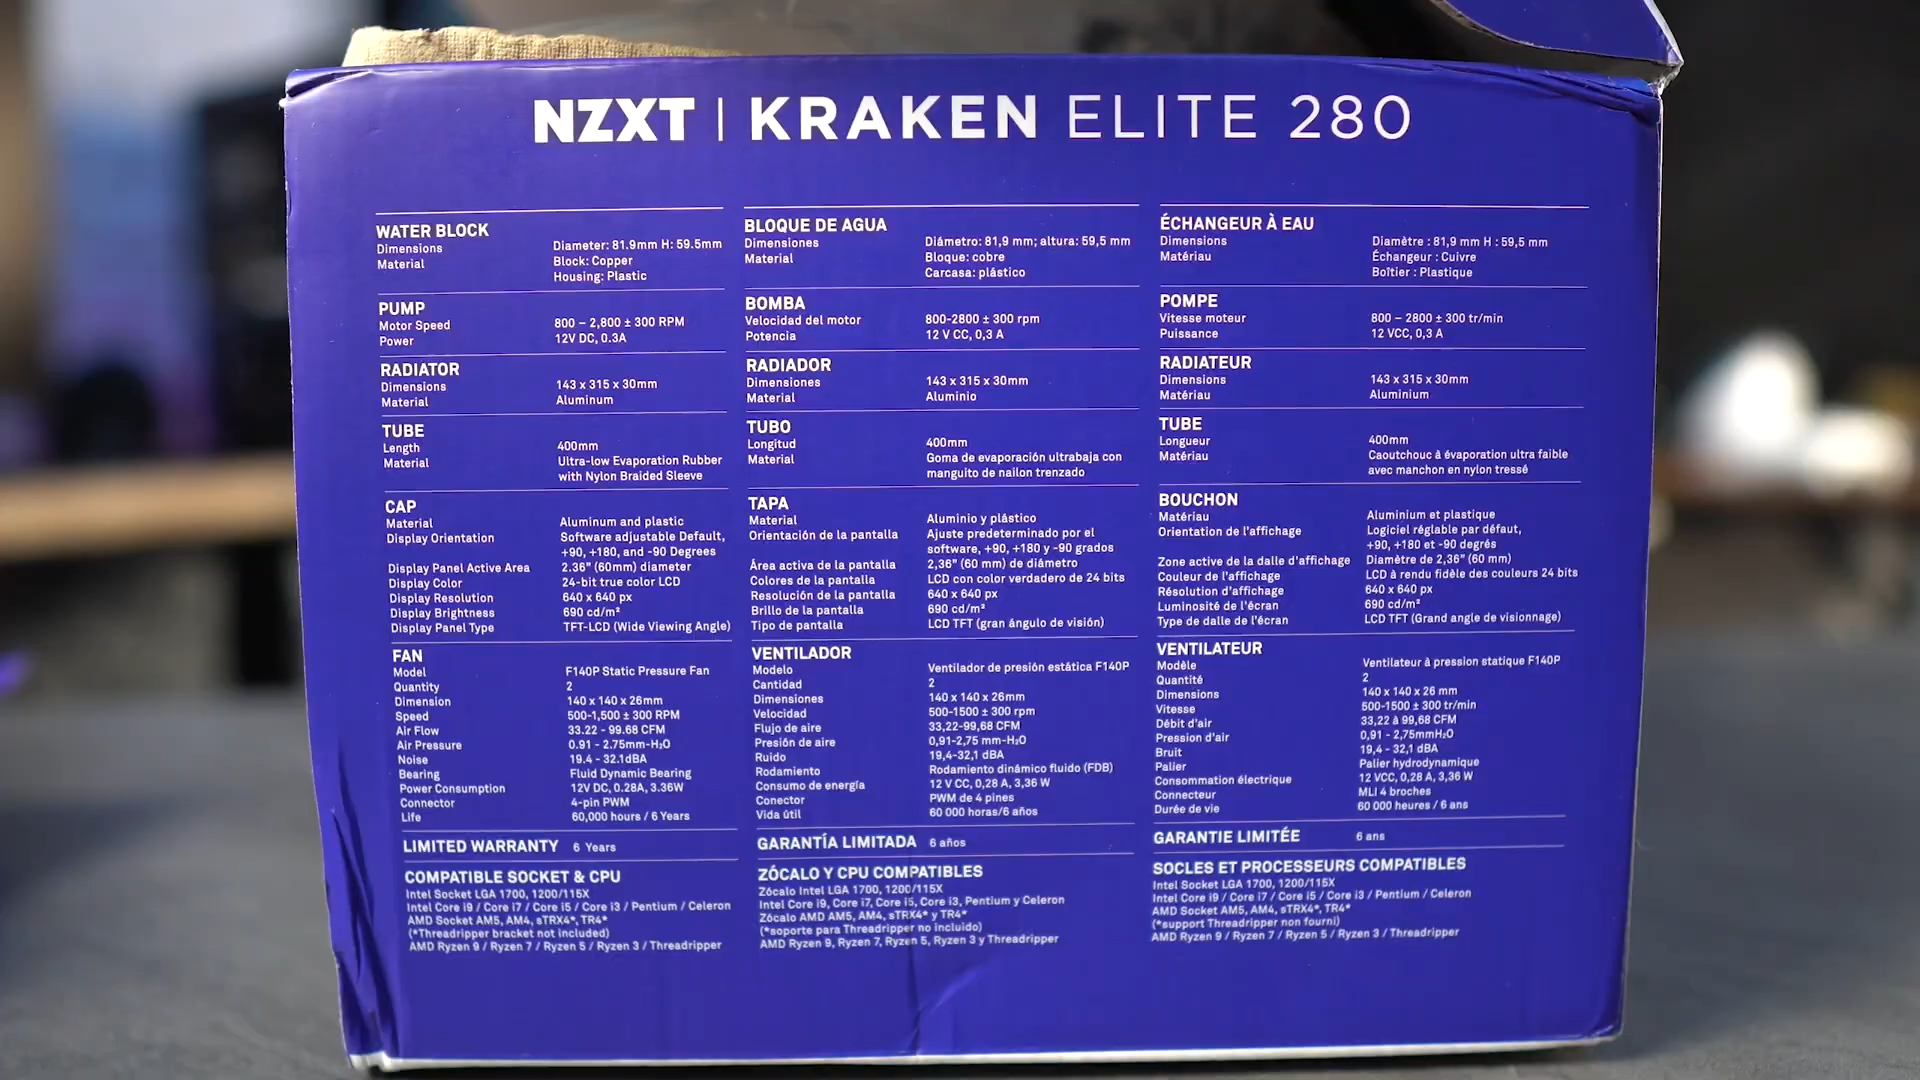 NZXT | KRAKEN ELITE 280
WATER BLOCK
Dimensions Diameter: 81.9mm H: 59.5mm
Material Block: Copper
Housing: Plastic
PUMP
Motor Speed 800 – 2,800 ± 300 RPM
Power 12V DC, 0.3A
RADIATOR
Dimensions 143 x 315 x 30mm
Material Aluminum
TUBE
Length 400mm
Material Ultra-low Evaporation Rubber
with Nylon Braided Sleeve
CAP
Material Aluminum and plastic
Display Orientation Software adjustable Default,
+90, +180, and -90 Degrees
Display Panel Active Area 2.36" (60mm) diameter
Display Color 24-bit true color LCD
Display Resolution 640 x 640 px
Display Brightness 690 cd/m²
Display Panel Type TFT-LCD (Wide Viewing Angle)
FAN
Model F140P Static Pressure Fan
Quantity 2
Dimension 140 x 140 x 26mm
Speed 500-1,500 ± 300 RPM
Air Flow 33.22 - 99.68 CFM
Air Pressure 0.91 - 2.75mm-H₂O
Noise 19.4 - 32.1dBA
Bearing Fluid Dynamic Bearing
Power Consumption 12V DC, 0.28A, 3.36W
Connector 4-pin PWM
Life 60,000 hours / 6 Years
LIMITED WARRANTY 6 Years
COMPATIBLE SOCKET & CPU
Intel Socket LGA 1700, 1200/115X
Intel Core i9 / Core i7 / Core i5 / Core i3 / Pentium / Celeron
AMD Socket AM5, AM4, sTRX4*, TR4*
(*Threadripper bracket not included)
AMD Ryzen 9 / Ryzen 7 / Ryzen 5 / Ryzen 3 / Threadripper
BLOQUE DE AGUA
Dimensiones Diámetro: 81,9 mm; altura: 59,5 mm
Material Bloque: cobre
Carcasa: plástico
BOMBA
Velocidad del motor 800-2800 ± 300 rpm
Potencia 12 V CC, 0,3 A
RADIADOR
Dimensiones 143 x 315 x 30mm
Material Aluminio
TUBO
Longitud 400mm
Material Goma de evaporación ultrabaja con
manguito de nailon trenzado
TAPA
Material Aluminio y plástico
Orientación de la pantalla Ajuste predeterminado por el
software, +90, +180 y -90 grados
Área activa de la pantalla 2,36" (60 mm) de diámetro
Colores de la pantalla LCD con color verdadero de 24 bits
Resolución de la pantalla 640 x 640 px
Brillo de la pantalla 690 cd/m²
Tipo de pantalla LCD TFT (gran ángulo de visión)
VENTILADOR
Modelo Ventilador de presión estática F140P
Cantidad 2
Dimensiones 140 x 140 x 26mm
Velocidad 500-1500 ± 300 rpm
Flujo de aire 33,22-99,68 CFM
Presión de aire 0,91-2,75 mm-H₂O
Ruido 19,4-32,1 dBA
Rodamiento Rodamiento dinámico fluido (FDB)
Consumo de energía 12 V CC, 0,28 A, 3,36 W
Conector PWM de 4 pines
Vida útil 60 000 horas/6 años
GARANTÍA LIMITADA 6 años
ZÓCALO Y CPU COMPATIBLES
Zócalo Intel LGA 1700, 1200/115X
Intel Core i9, Core i7, Core i5, Core i3, Pentium y Celeron
Zócalo AMD AM5, AM4, sTRX4* y TR4*
(*soporte para Threadripper no incluido)
AMD Ryzen 9, Ryzen 7, Ryzen 5, Ryzen 3 y Threadripper
ÉCHANGEUR À EAU
Dimensions Diamètre : 81,9 mm H : 59,5 mm
Matériau Échangeur : Cuivre
Boîtier : Plastique
POMPE
Vitesse moteur 800 – 2800 ± 300 tr/min
Puissance 12 VCC, 0,3 A
RADIATEUR
Dimensions 143 x 315 x 30mm
Matériau Aluminium
TUBE
Longueur 400mm
Matériau Caoutchouc à évaporation ultra faible
avec manchon en nylon tressé
BOUCHON
Matériau Aluminium et plastique
Orientation de l'affichage Logiciel réglable par défaut,
+90, +180 et -90 degrés
Zone active de la dalle d'affichage Diamètre de 2,36" (60 mm)
Couleur de l'affichage LCD à rendu fidèle des couleurs 24 bits
Résolution d'affichage 640 x 640 px
Luminosité de l'écran 690 cd/m²
Type de dalle de l'écran LCD TFT (Grand angle de visionnage)
VENTILATEUR
Modèle Ventilateur à pression statique F140P
Quantité 2
Dimensions 140 x 140 x 26 mm
Vitesse 500-1500 ± 300 tr/min
Débit d'air 33,22 à 99,68 CFM
Pression d'air 0,91 - 2,75mmH₂O
Bruit 19,4 - 32,1 dBA
Palier Palier hydrodynamique
Consommation électrique 12 VCC, 0,28 A, 3,36 W
Connecteur MLI 4 broches
Durée de vie 60 000 heures / 6 ans
GARANTIE LIMITÉE 6 ans
SOCLES ET PROCESSEURS COMPATIBLES
Intel Socket LGA 1700, 1200/115X
Intel Core i9 / Core i7 / Core i5 / Core i3 / Pentium / Celeron
AMD Socket AM5, AM4, sTRX4*, TR4*
(*support Threadripper non fourni)
AMD Ryzen 9 / Ryzen 7 / Ryzen 5 / Ryzen 3 / Threadripper